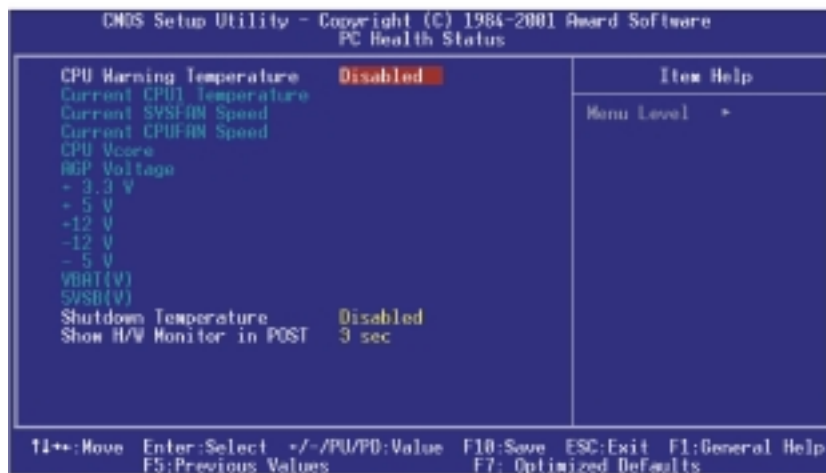 CMOS Setup Utility - Copyright (C) 1984-2001 Award Software
PC Health Status
CPU Warning Temperature Disabled
Current CPU1 Temperature
Current SYSFAN Speed
Current CPUFAN Speed
CPU Vcore
AGP Voltage
+ 3.3 V
+ 5 V
+12 V
-12 V
- 5 V
VBAT(V)
5VSB(V)
Shutdown Temperature Disabled
Show H/W Monitor in POST 3 sec
Item Help
Menu Level ►
↑↓→←:Move Enter:Select +/-/PU/PD:Value F10:Save ESC:Exit F1:General Help
F5:Previous Values F7: Optimized Defaults